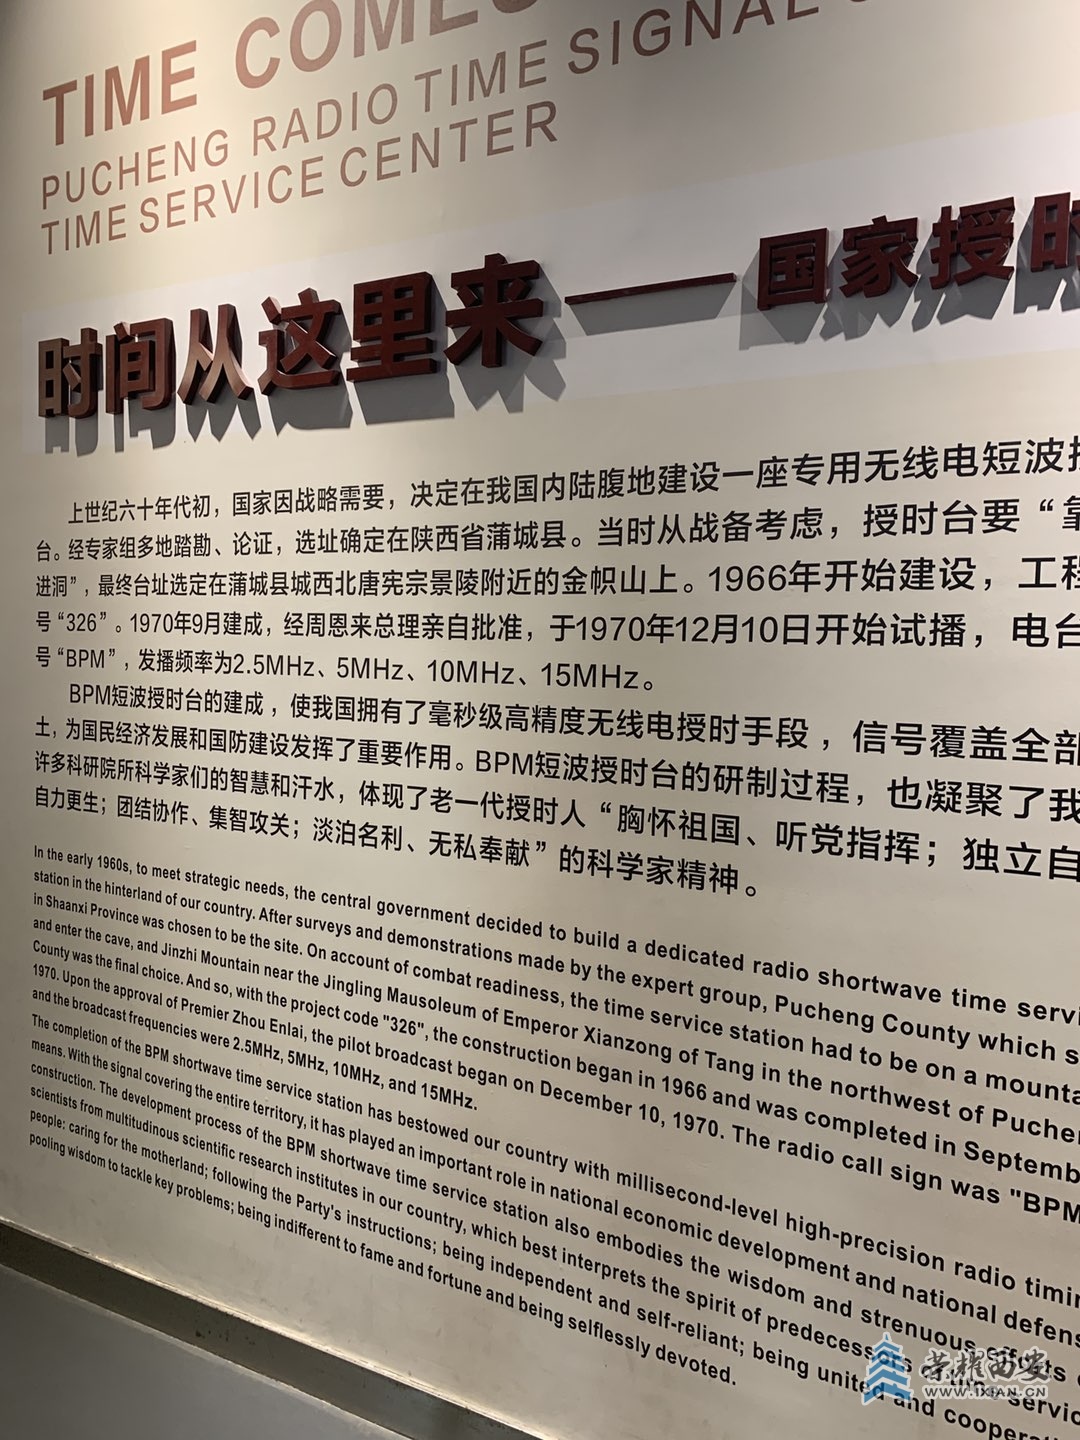 TIME COMES
PUCHENG RADIO TIME SIGNAL
TIME SERVICE CENTER
时间从这里来——国家授时
上世纪六十年代初，国家因战略需要，决定在我国内陆腹地建设一座专用无线电短波授
台。经专家组多地踏勘、论证，选址确定在陕西省蒲城县。当时从战备考虑，授时台要“靠
进洞”，最终台址选定在蒲城县城西北唐宪宗景陵附近的金帜山上。1966年开始建设，工程
号“326”。1970年9月建成，经周恩来总理亲自批准，于1970年12月10日开始试播，电台
号“BPM”，发播频率为2.5MHz、5MHz、10MHz、15MHz。
BPM短波授时台的建成，使我国拥有了毫秒级高精度无线电授时手段，信号覆盖全部
土，为国民经济发展和国防建设发挥了重要作用。BPM短波授时台的研制过程，也凝聚了我
许多科研院所科学家们的智慧和汗水，体现了老一代授时人“胸怀祖国、听党指挥；独立自
自力更生；团结协作、集智攻关；淡泊名利、无私奉献”的科学家精神。
In the early 1960s, to meet strategic needs, the central government decided to build a dedicated radio shortwave time servi
station in the hinterland of our country. After surveys and demonstrations made by the expert group, Pucheng County which s
in Shaanxi Province was chosen to be the site. On account of combat readiness, the time service station had to be on a mounta
and enter the cave, and Jinzhi Mountain near the Jingling Mausoleum of Emperor Xianzong of Tang in the northwest of Puche
County was the final choice. And so, with the project code "326", the construction began in 1966 and was completed in Septemb
1970. Upon the approval of Premier Zhou Enlai, the pilot broadcast began on December 10, 1970. The radio call sign was "BPM
and the broadcast frequencies were 2.5MHz, 5MHz, 10MHz, and 15MHz.
The completion of the BPM shortwave time service station has bestowed our country with millisecond-level high-precision radio timin
means. With the signal covering the entire territory, it has played an important role in national economic development and national defens
construction. The development process of the BPM shortwave time service station also embodies the wisdom and strenuous efforts
scientists from multitudinous scientific research institutes in our country, which best interprets the spirit of predecessors of time servic
people: caring for the motherland; following the Party's instructions; being independent and self-reliant; being united and cooperati
pooling wisdom to tackle key problems; being indifferent to fame and fortune and being selflessly devoted.
荣耀西安
WWW.IXIAN.CN